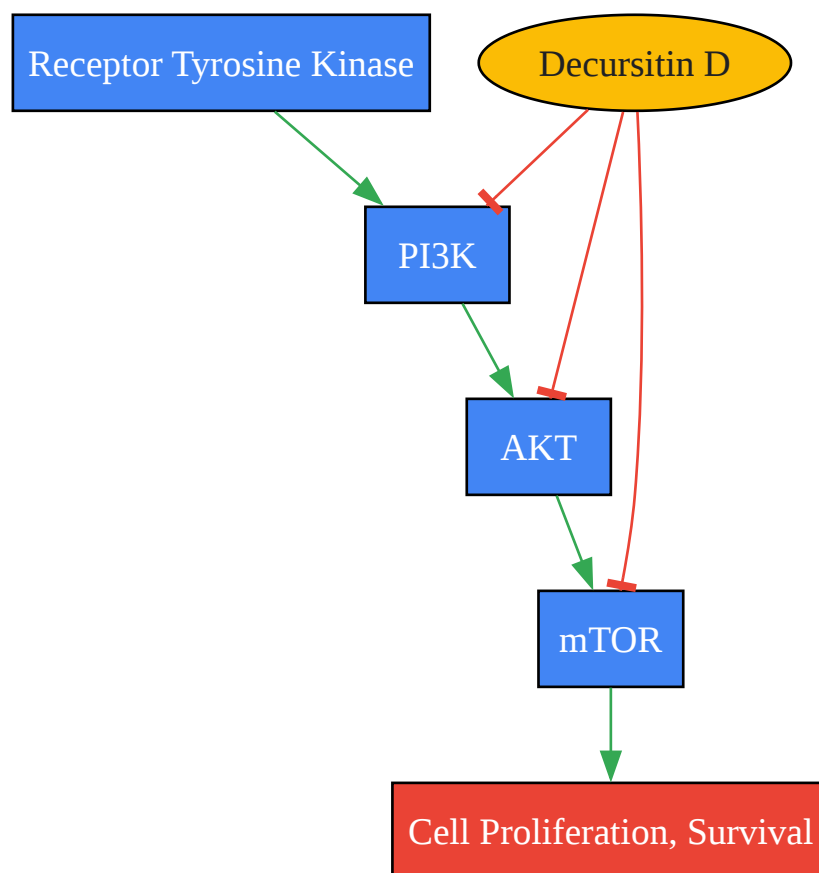 Receptor Tyrosine Kinase
Decursitin D
PI3K
AKT
mTOR
Cell Proliferation, Survival